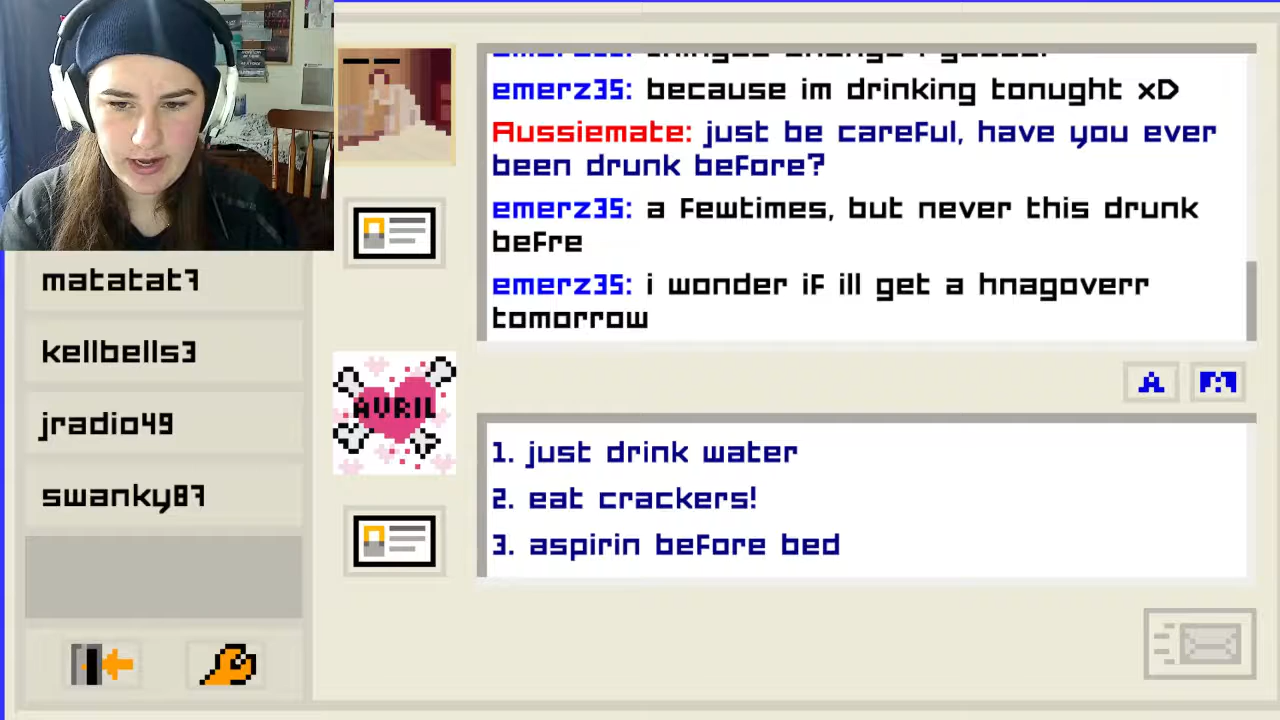 emerz35: because im drinking tonught xD
Aussiemate: just be careful, have you ever
been drunk before?
emerz35: a fewtimes, but never this drunk
befre
emerz35: i wonder if ill get a hnagoverr
tomorrow
matatat7
kellbells3
jradio49
swanky87
AVRIL
A
1. just drink water
2. eat crackers!
3. aspirin before bed